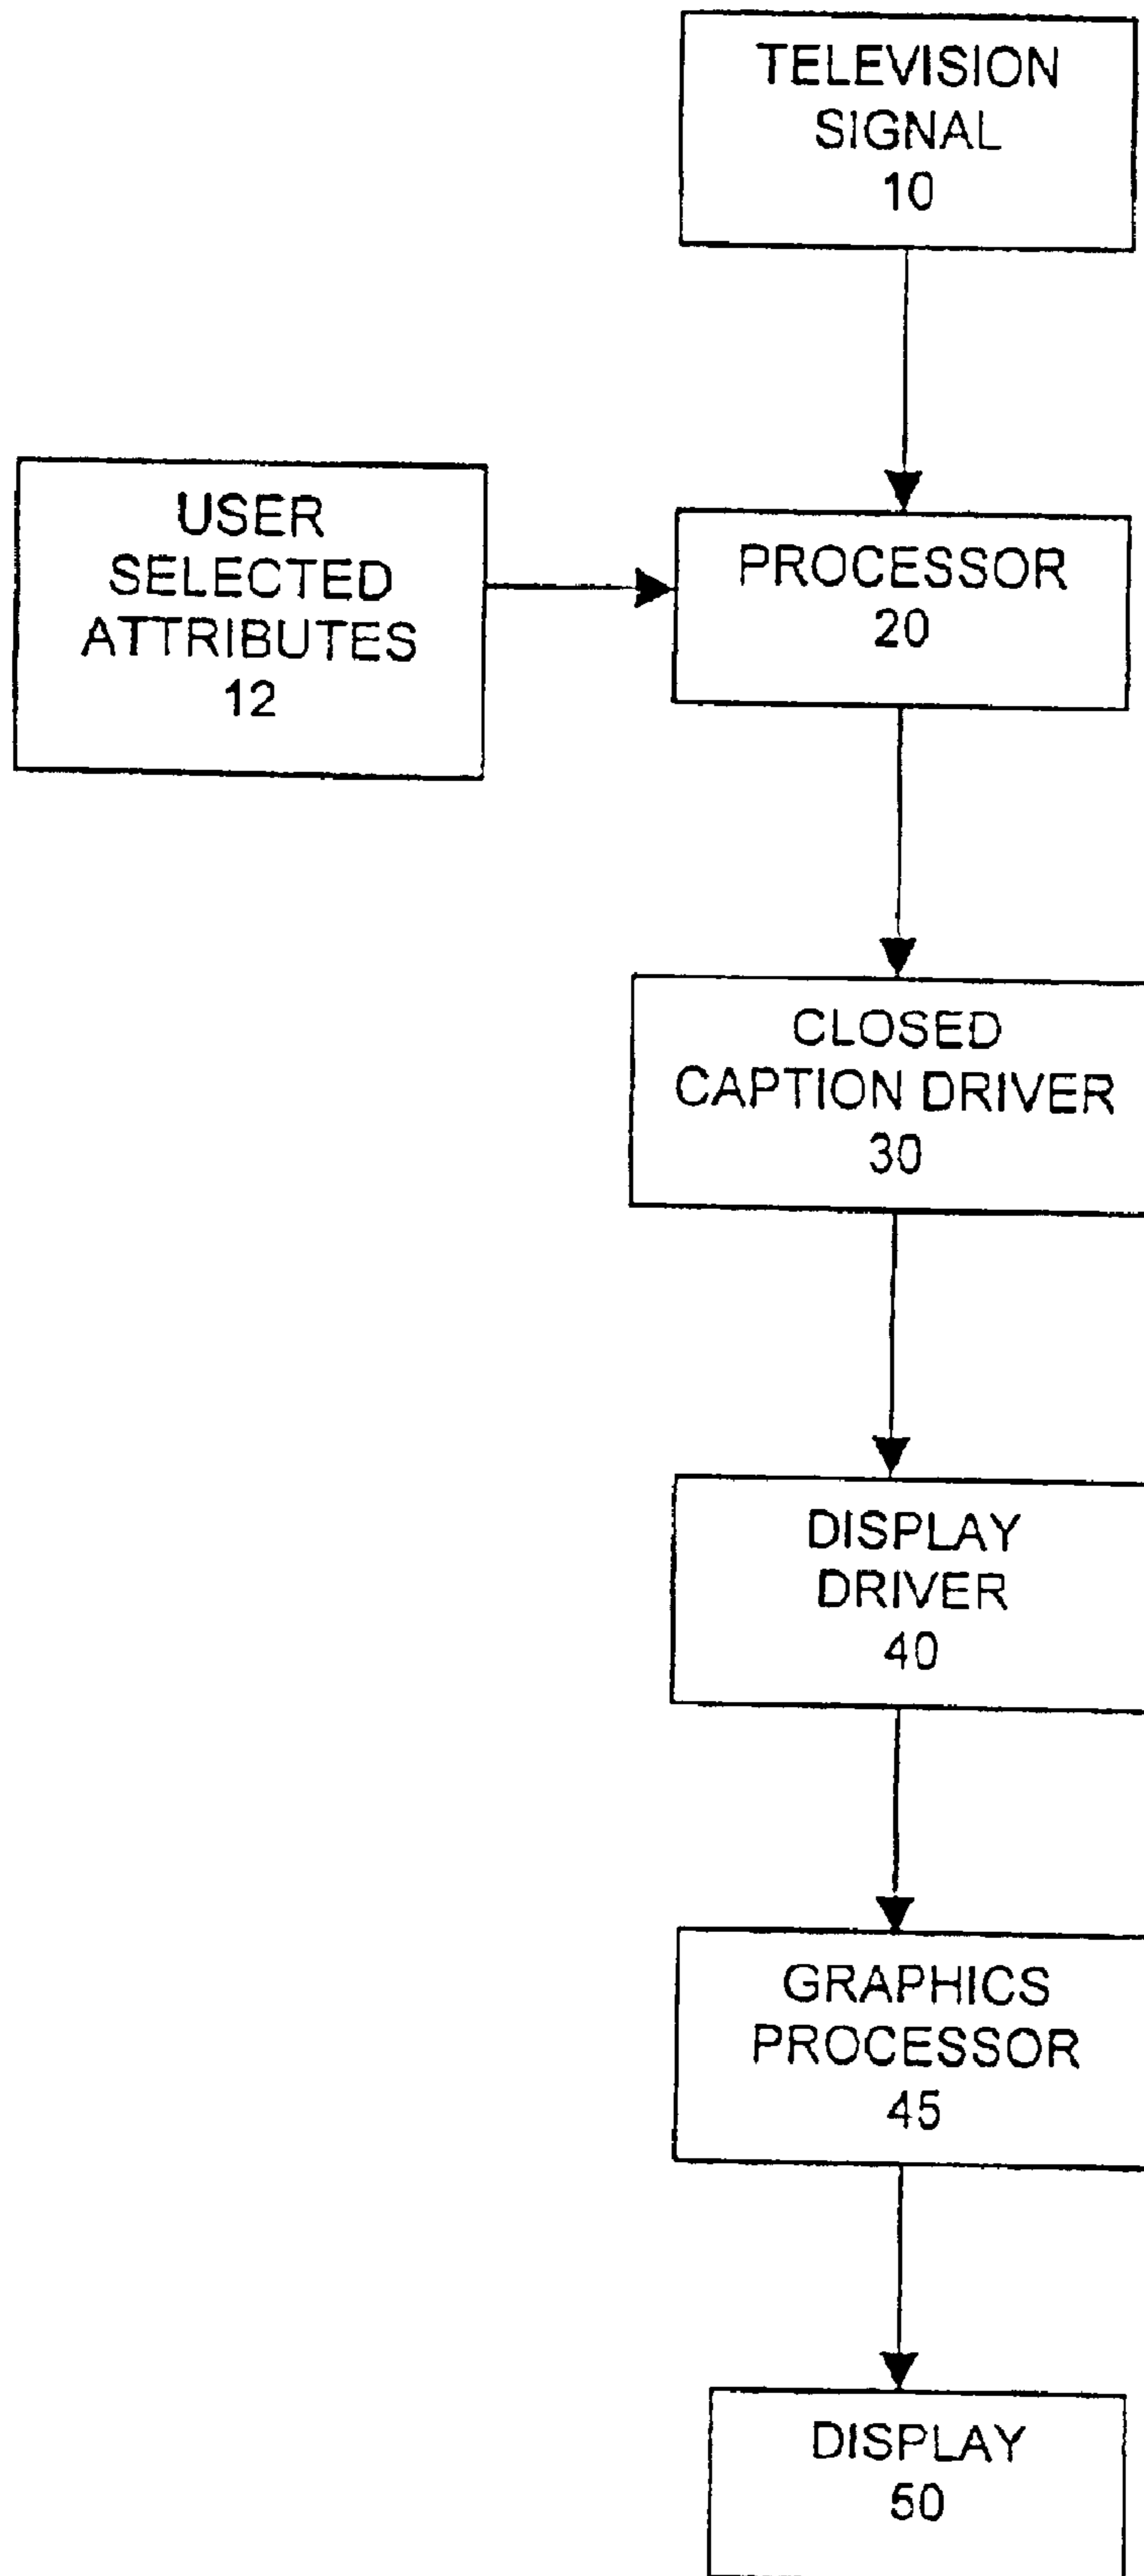 TELEVISION
SIGNAL
10
USER
SELECTED
ATTRIBUTES
12
PROCESSOR
20
CLOSED
CAPTION DRIVER
30
DISPLAY
DRIVER
40
GRAPHICS
PROCESSOR
45
DISPLAY
50